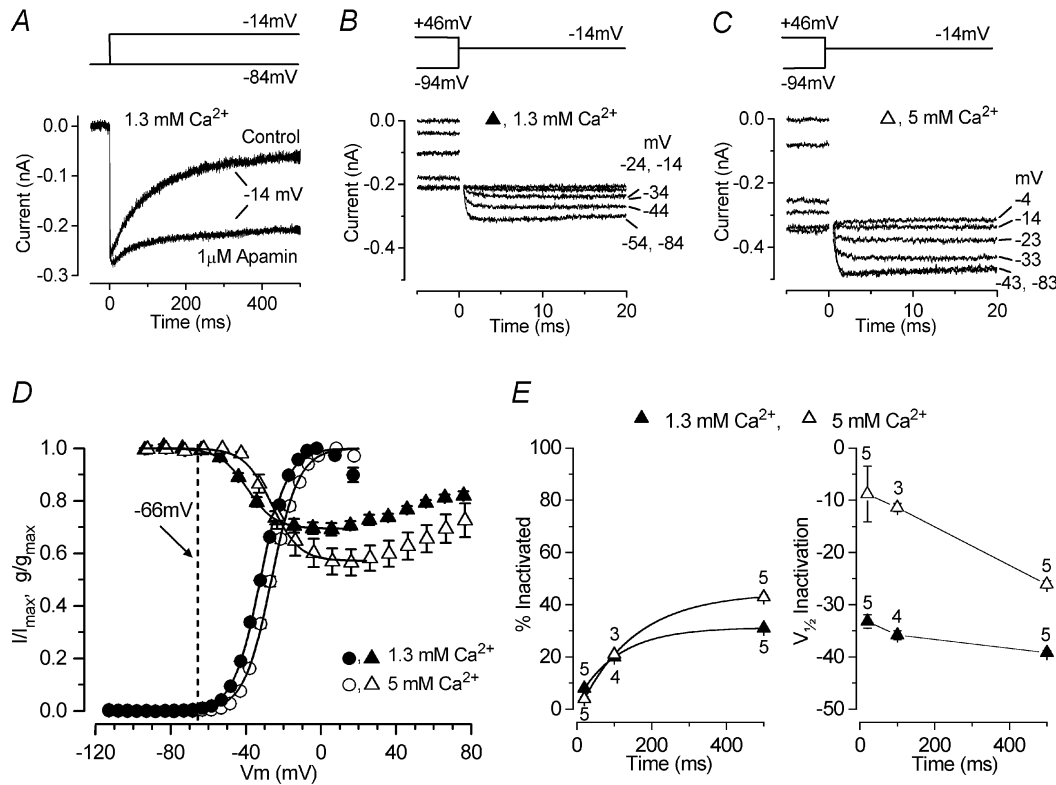 A
-14mV
-84mV
1.3 mM Ca2+
Control
-14 mV
1µM Apamin
Current (nA)
0.0
-0.1
-0.2
-0.3
0 200 400
Time (ms)
B
+46mV
-14mV
-94mV
▲, 1.3 mM Ca2+
mV
-24, -14
-34
-44
-54, -84
Current (nA)
0.0
-0.2
-0.4
0 10 20
Time (ms)
C
+46mV
-14mV
-94mV
△, 5 mM Ca2+
mV
-4
-14
-23
-33
-43, -83
Current (nA)
0.0
-0.2
-0.4
0 10 20
Time (ms)
D
I/Imax, g/gmax
1.0
0.8
0.6
0.4
0.2
0.0
-66mV
●,▲ 1.3 mM Ca2+
○,△ 5 mM Ca2+
-120 -80 -40 0 40 80
Vm (mV)
E
▲ 1.3 mM Ca2+, △ 5 mM Ca2+
% Inactivated
100
80
60
40
20
0
5
5
3
4
5
5
0 200 400
Time (ms)
V½ Inactivation
0
-10
-20
-30
-40
-50
5
3
5
5
4
5
0 200 400
Time (ms)